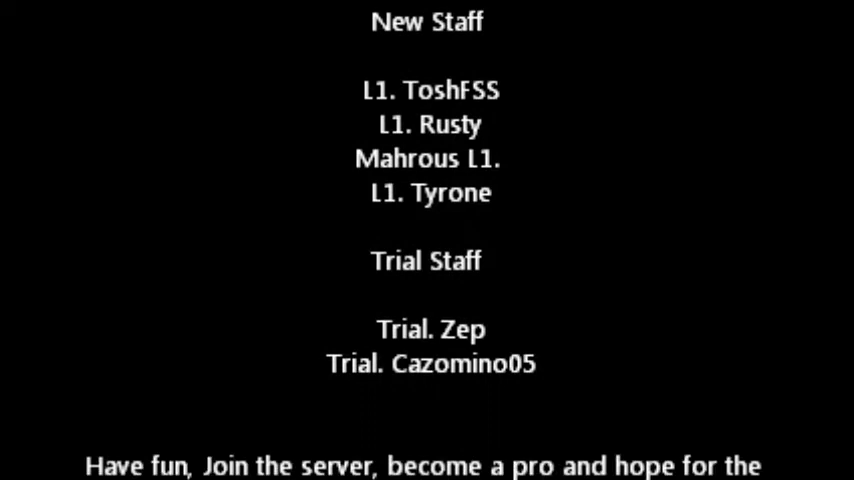 New Staff
L1. ToshFSS
L1. Rusty
Mahrous L1.
L1. Tyrone
Trial Staff
Trial. Zep
Trial. Cazomino05
Have fun, Join the server, become a pro and hope for the